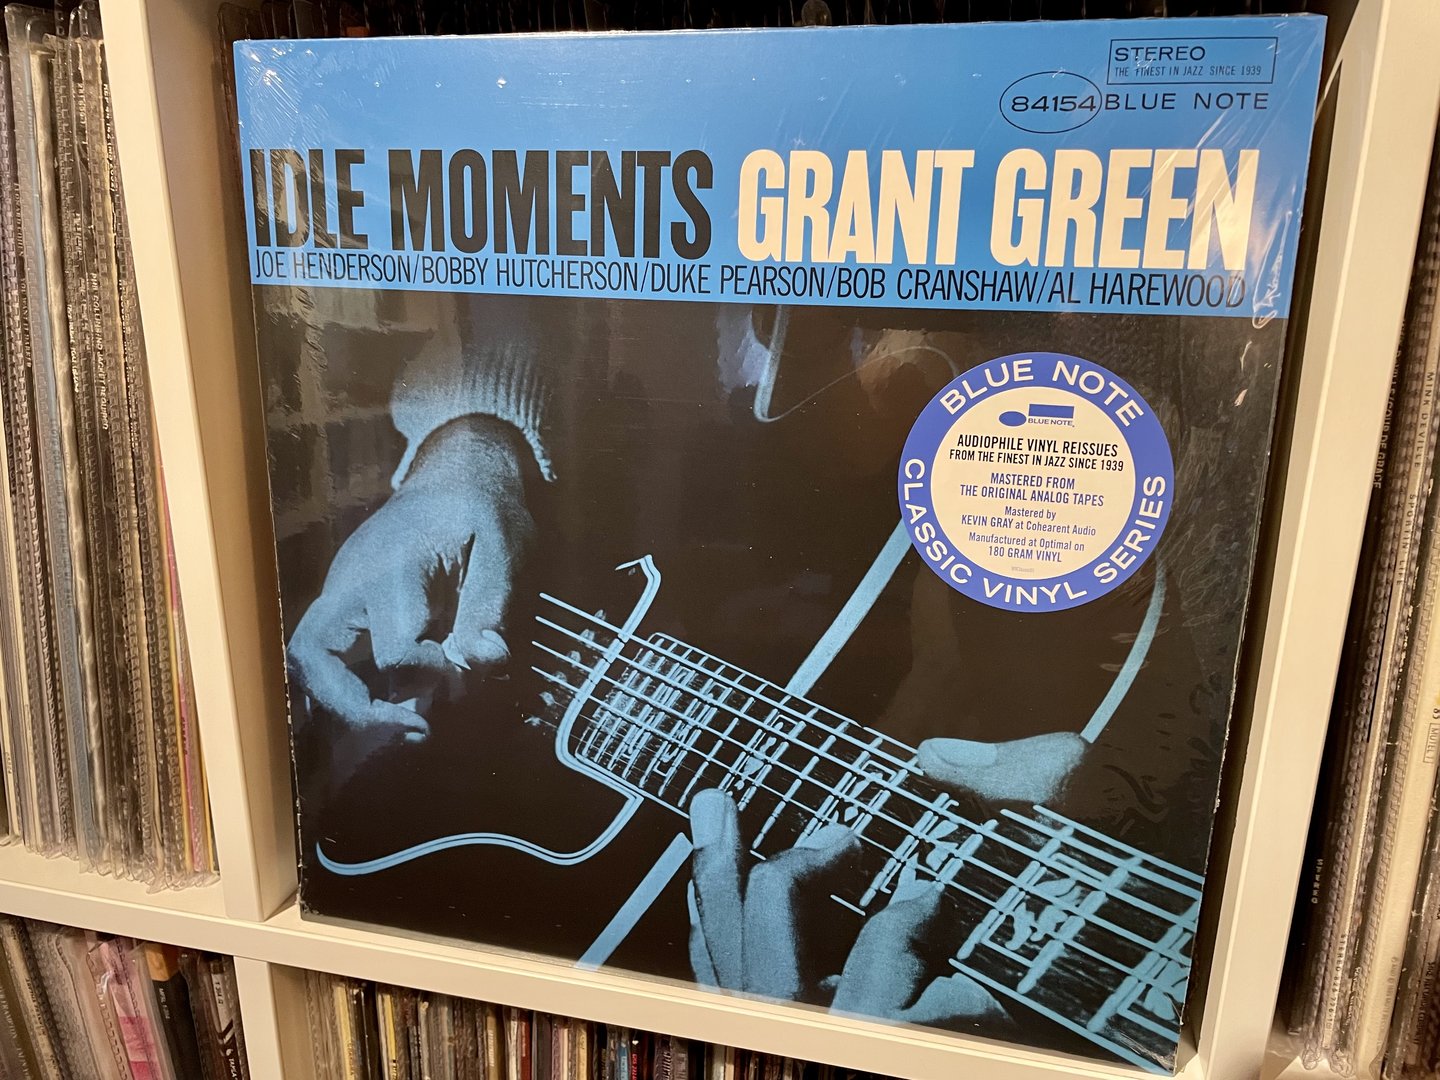 STEREO
THE FINEST IN JAZZ SINCE 1939
84154 BLUE NOTE
IDLE MOMENTS GRANT GREEN
JOE HENDERSON/BOBBY HUTCHERSON/DUKE PEARSON/BOB CRANSHAW/AL HAREWOOD
BLUE NOTE
BLUE NOTE
AUDIOPHILE VINYL REISSUES
FROM THE FINEST IN JAZZ SINCE 1939
MASTERED FROM
THE ORIGINAL ANALOG TAPES
Mastered by
KEVIN GRAY at Cohearent Audio
Manufactured at Optimal on
180 GRAM VINYL
CLASSIC VINYL SERIES
MINK DEVILLE